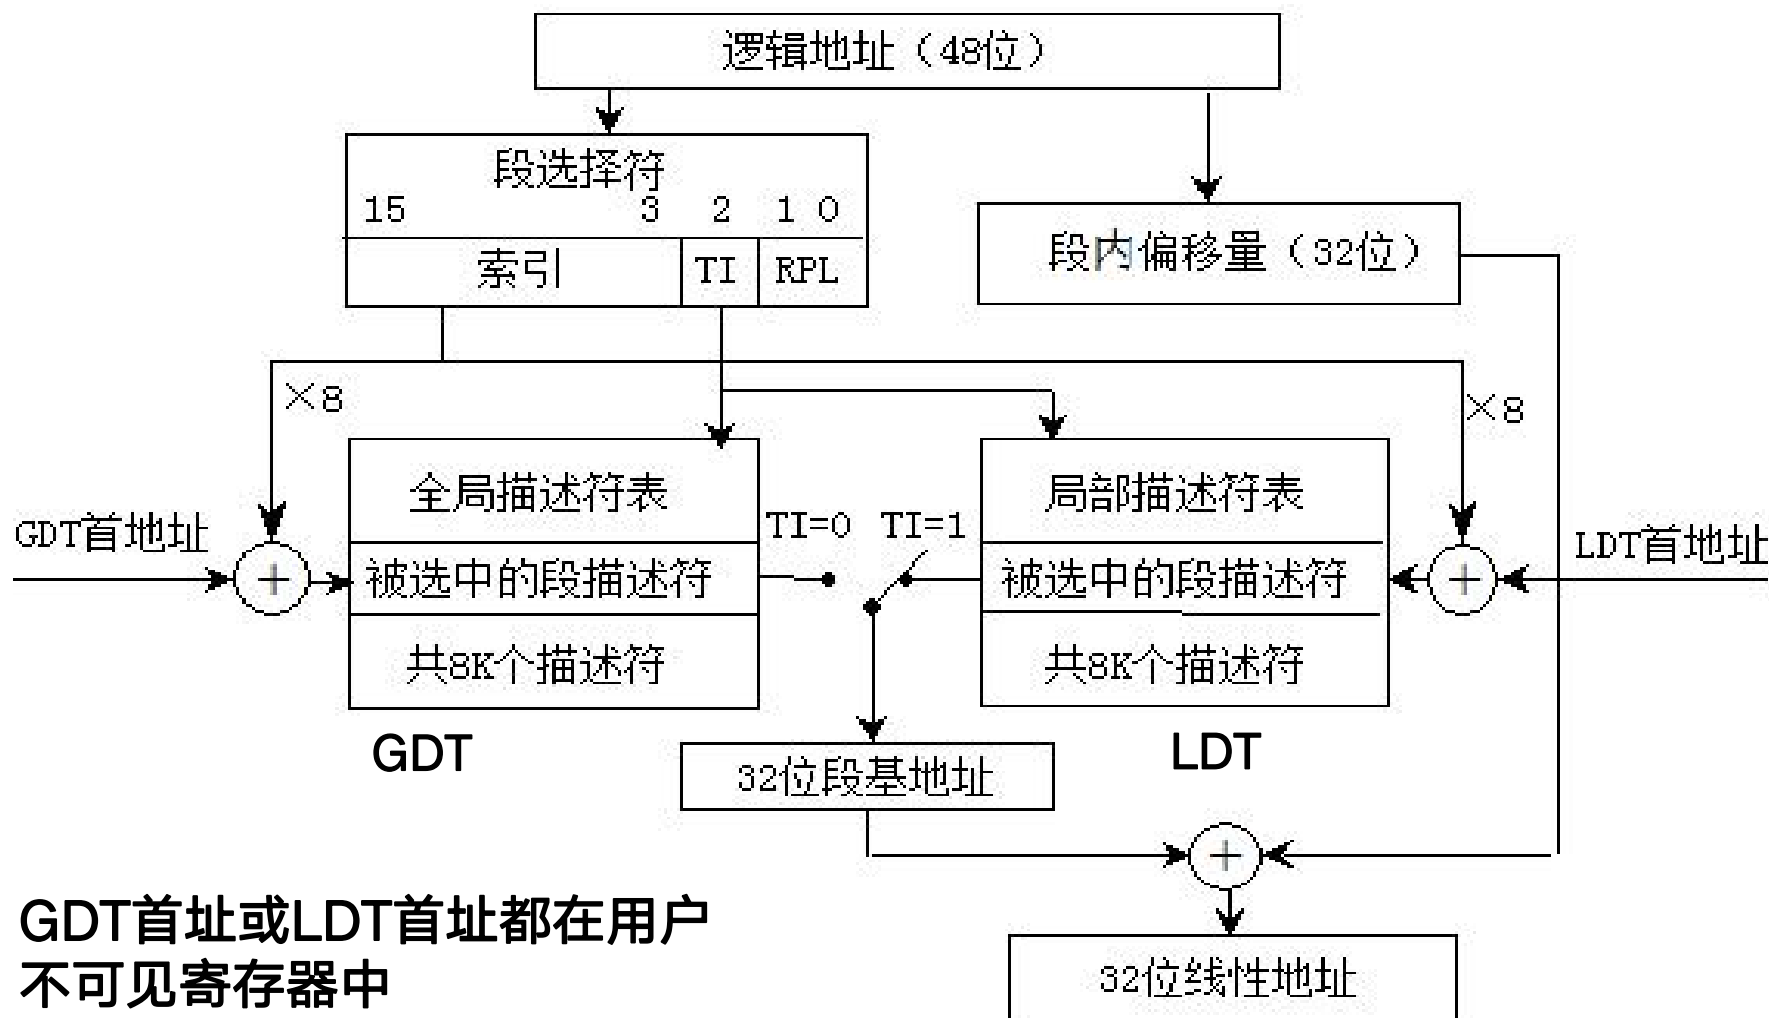 逻辑地址（48位）
段选择符
15 3 2 1 0
索引 TI RPL
段内偏移量（32位）
×8
×8
全局描述符表
局部描述符表
GDT首地址
TI=0 TI=1
LDT首地址
+
被选中的段描述符
被选中的段描述符
+
共8K个描述符
共8K个描述符
GDT
LDT
32位段基地址
+
GDT首址或LDT首址都在用户
不可见寄存器中
32位线性地址